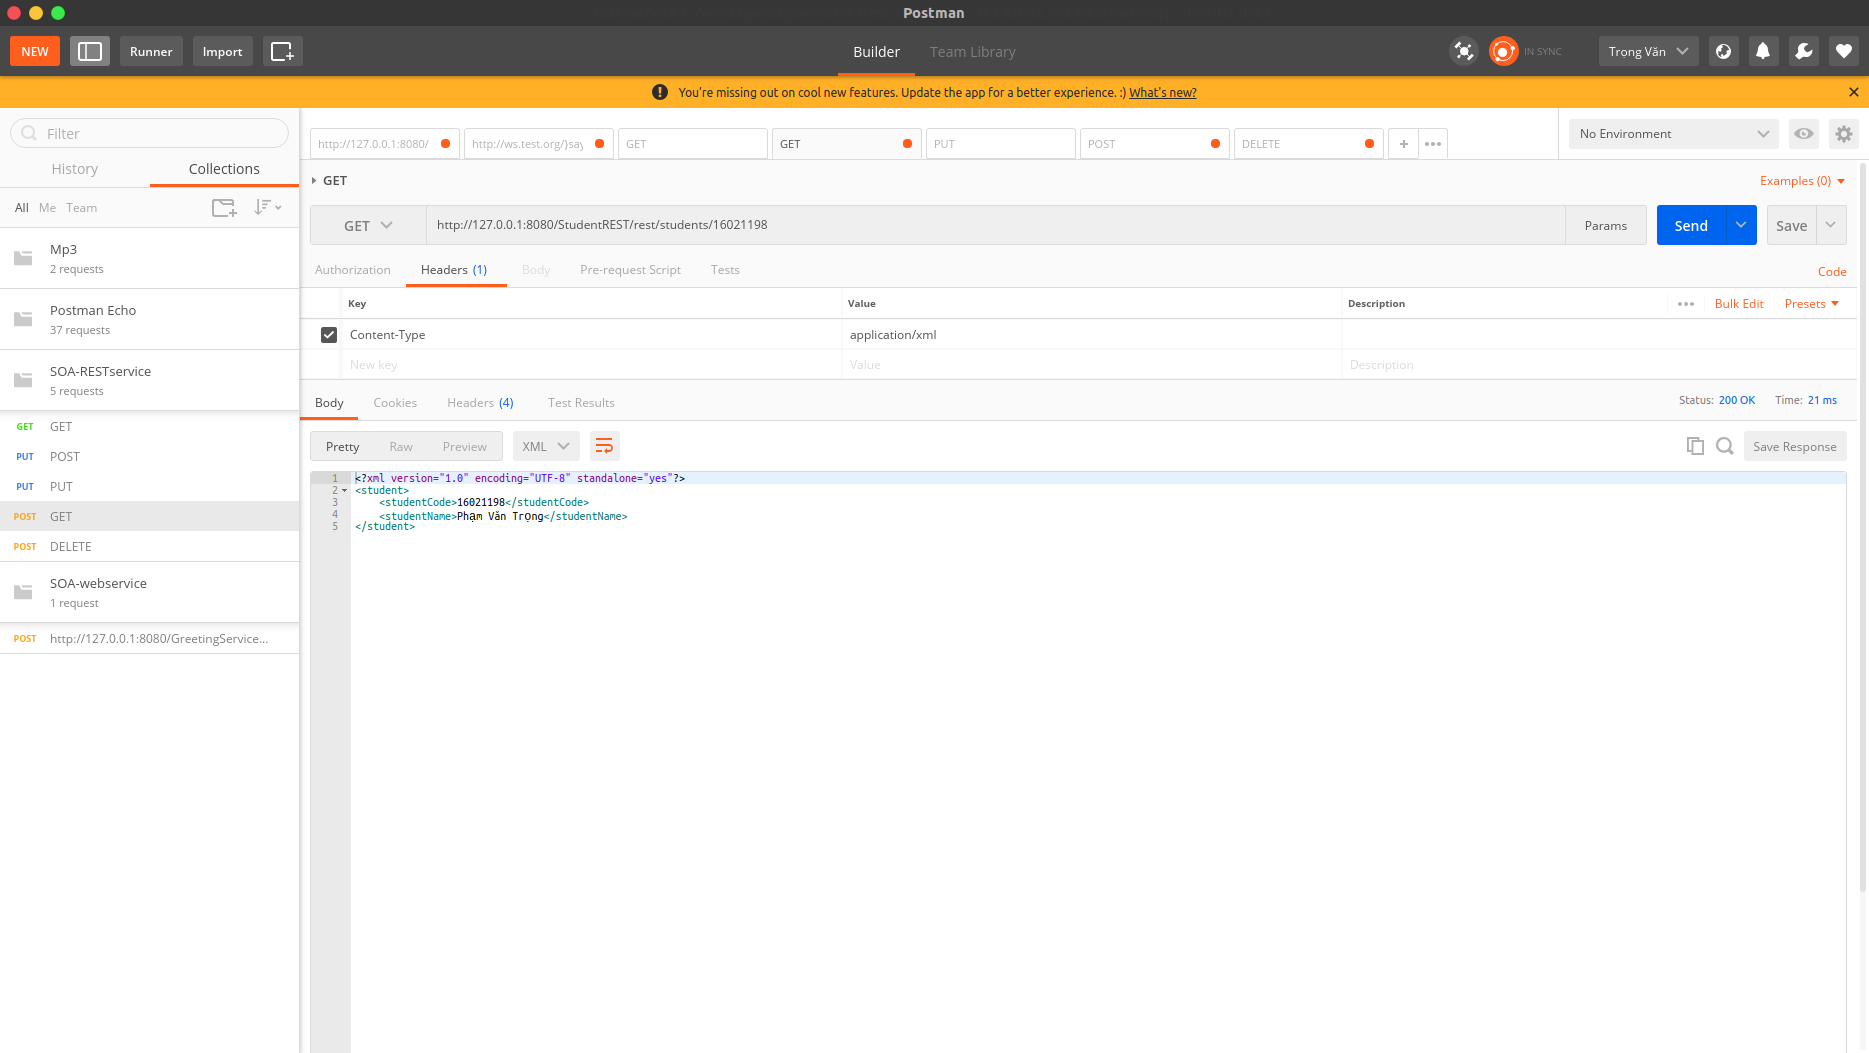 Postman
NEW
Runner
Import
Builder
Team Library
IN SYNC
Trọng Văn
You're missing out on cool new features. Update the app for a better experience. :) What's new?
Filter
History
Collections
All Me Team
Mp3
2 requests
Postman Echo
37 requests
SOA-RESTservice
5 requests
GET GET
PUT POST
PUT PUT
POST GET
POST DELETE
SOA-webservice
1 request
POST http://127.0.0.1:8080/GreetingService...
http://127.0.0.1:8080/
http://ws.test.org/}say
GET
GET
PUT
POST
DELETE
No Environment
GET
Examples (0)
GET
http://127.0.0.1:8080/StudentREST/rest/students/16021198
Params
Send
Save
Authorization
Headers (1)
Body
Pre-request Script
Tests
Code
Key
Value
Description
Bulk Edit
Presets
Content-Type
application/xml
New key
Value
Description
Body
Cookies
Headers (4)
Test Results
Status: 200 OK
Time: 21 ms
Pretty
Raw
Preview
XML
Save Response
1 <?xml version="1.0" encoding="UTF-8" standalone="yes"?>
2 <student>
3 <studentCode>16021198</studentCode>
4 <studentName>Phạm Văn Trọng</studentName>
5 </student>